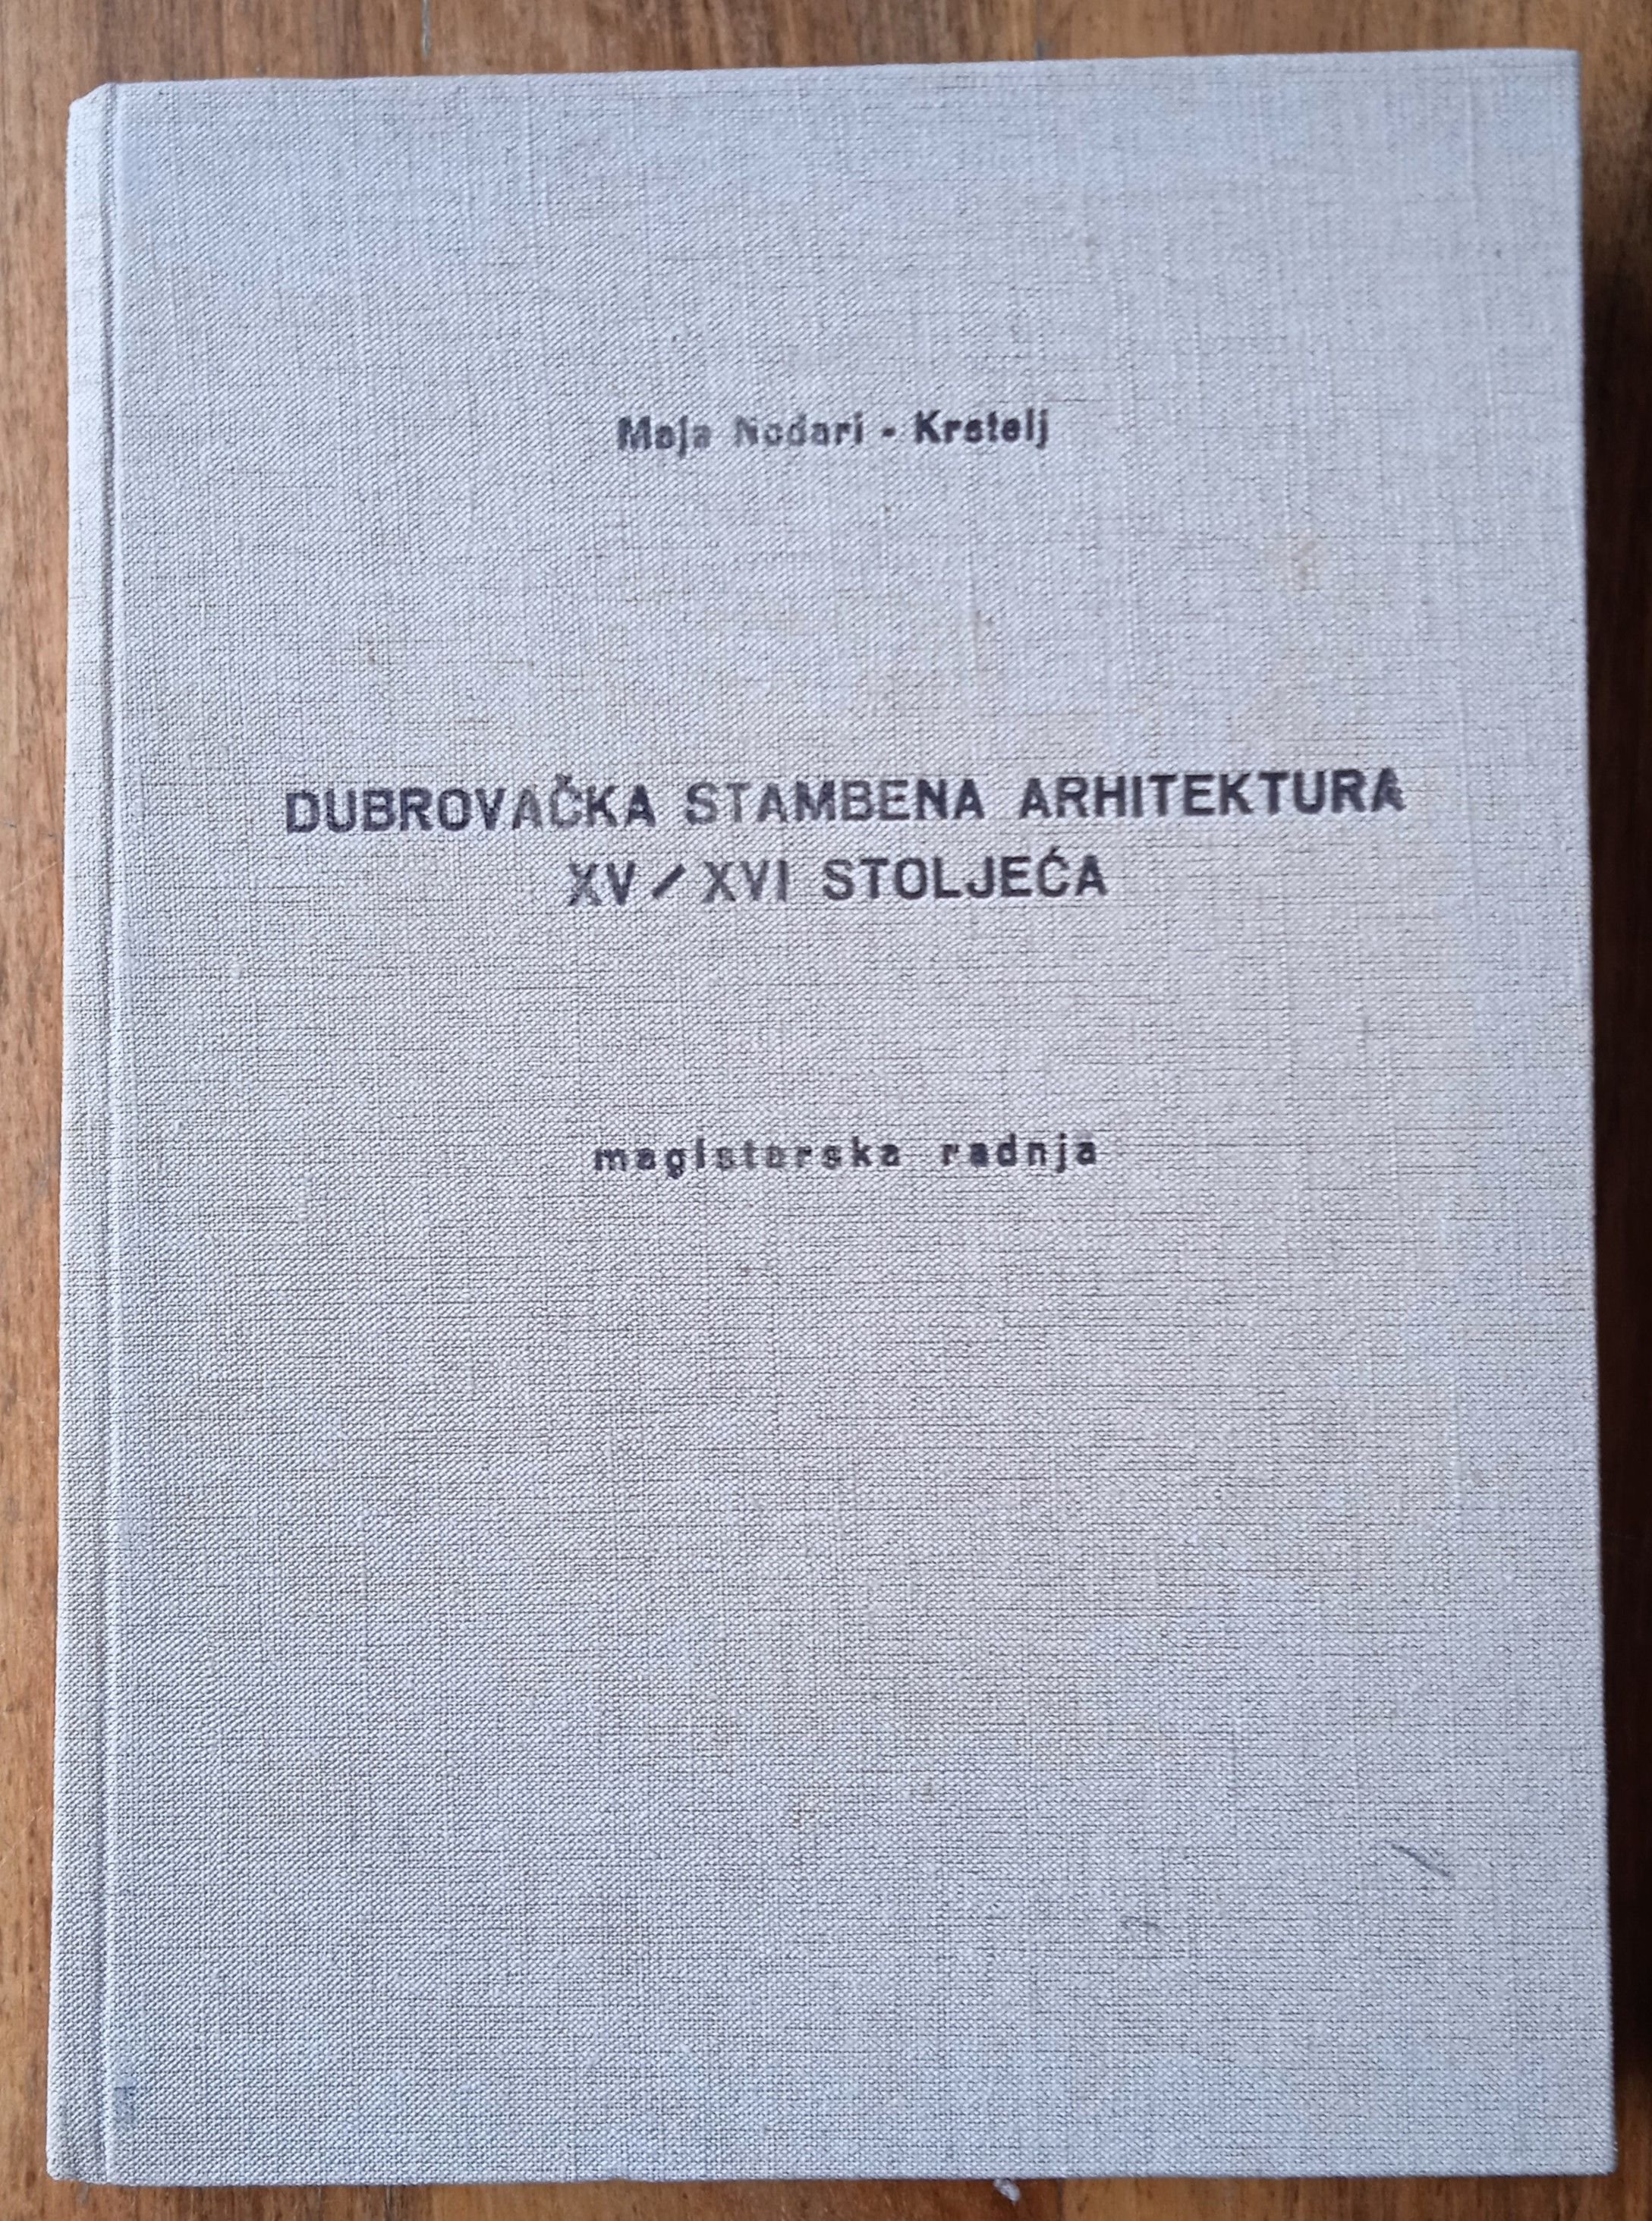 Maja Nodari - Krstelj
DUBROVAČKA STAMBENA ARHITEKTURA
XV / XVI STOLJEĆA
magistarska radnja